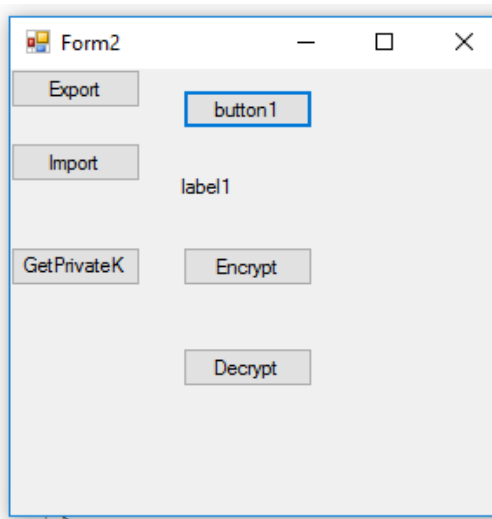 Form2
Export
button1
Import
label1
GetPrivateK
Encrypt
Decrypt